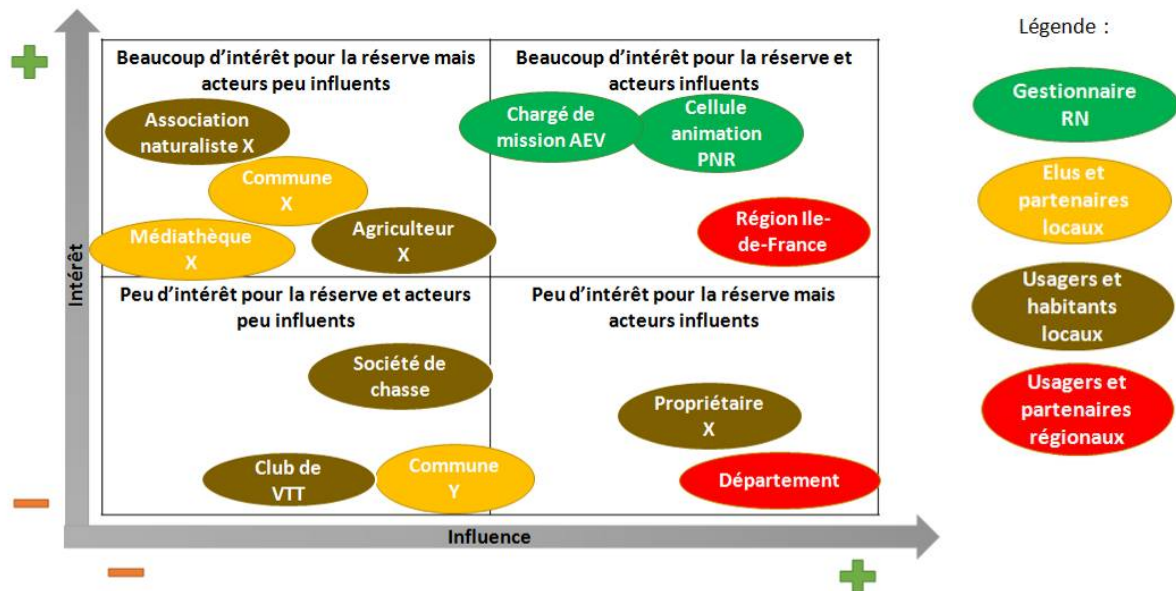 Légende :
Beaucoup d'intérêt pour la réserve mais
acteurs peu influents
Beaucoup d'intérêt pour la réserve et
acteurs influents
Association
naturaliste X
Commune
X
Médiathèque
X
Agriculteur
X
Chargé de
mission AEV
Cellule
animation
PNR
Région Ile-
de-France
Peu d'intérêt pour la réserve et acteurs
peu influents
Peu d'intérêt pour la réserve mais
acteurs influents
Société de
chasse
Club de
VTT
Commune
Y
Propriétaire
X
Département
Intérêt
Influence
Gestionnaire
RN
Elus et
partenaires
locaux
Usagers et
habitants
locaux
Usagers et
partenaires
régionaux